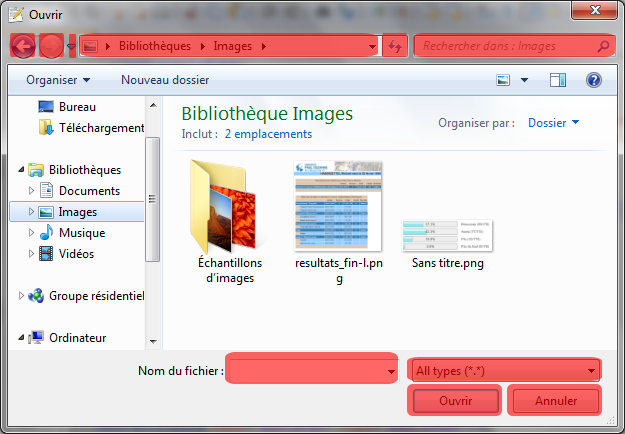 Ouvrir
Bibliothèques Images
Rechercher dans : Images
Organiser Nouveau dossier
Bureau
Téléchargement
Bibliothèques
Documents
Images
Musique
Vidéos
Groupe résidentiel
Ordinateur
Bibliothèque Images
Inclut : 2 emplacements
Organiser par : Dossier
Échantillons
d'images
resultats_fin-l.pn
g
Sans titre.png
Nom du fichier :
All types (*.*)
Ouvrir
Annuler